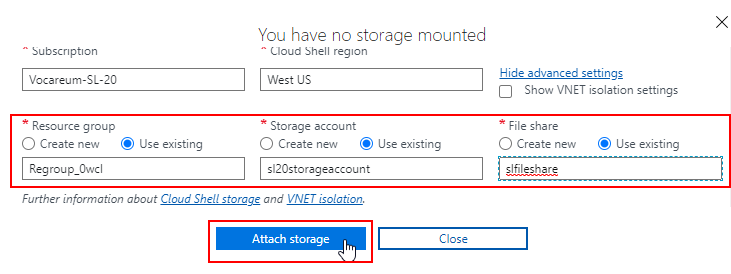 You have no storage mounted
* Subscription
* Cloud Shell region
Vocareum-SL-20
West US
Hide advanced settings
Show VNET isolation settings
* Resource group
* Storage account
* File share
Create new
Use existing
Create new
Use existing
Create new
Use existing
Regroup_0wcl
sl20storageaccount
slfileshare
Further information about Cloud Shell storage and VNET isolation.
Attach storage
Close